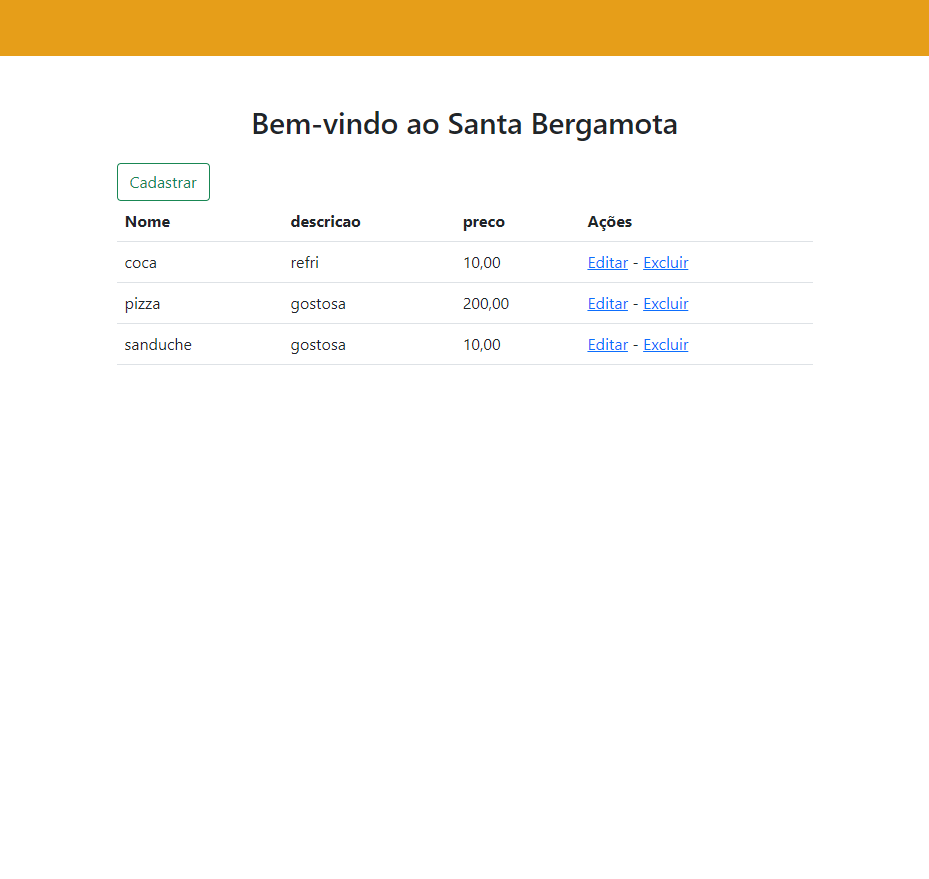 Bem-vindo ao Santa Bergamota
Cadastrar
Nome descricao preco Ações
coca refri 10,00 Editar - Excluir
pizza gostosa 200,00 Editar - Excluir
sanduche gostosa 10,00 Editar - Excluir